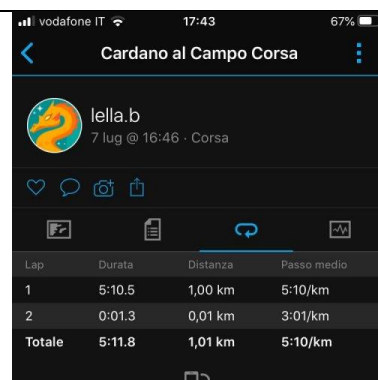 vodafone IT 17:43 67%
Cardano al Campo Corsa
lella.b
7 lug @ 16:46 · Corsa
Lap Durata Distanza Passo medio
1 5:10.5 1,00 km 5:10/km
2 0:01.3 0,01 km 3:01/km
Totale 5:11.8 1,01 km 5:10/km